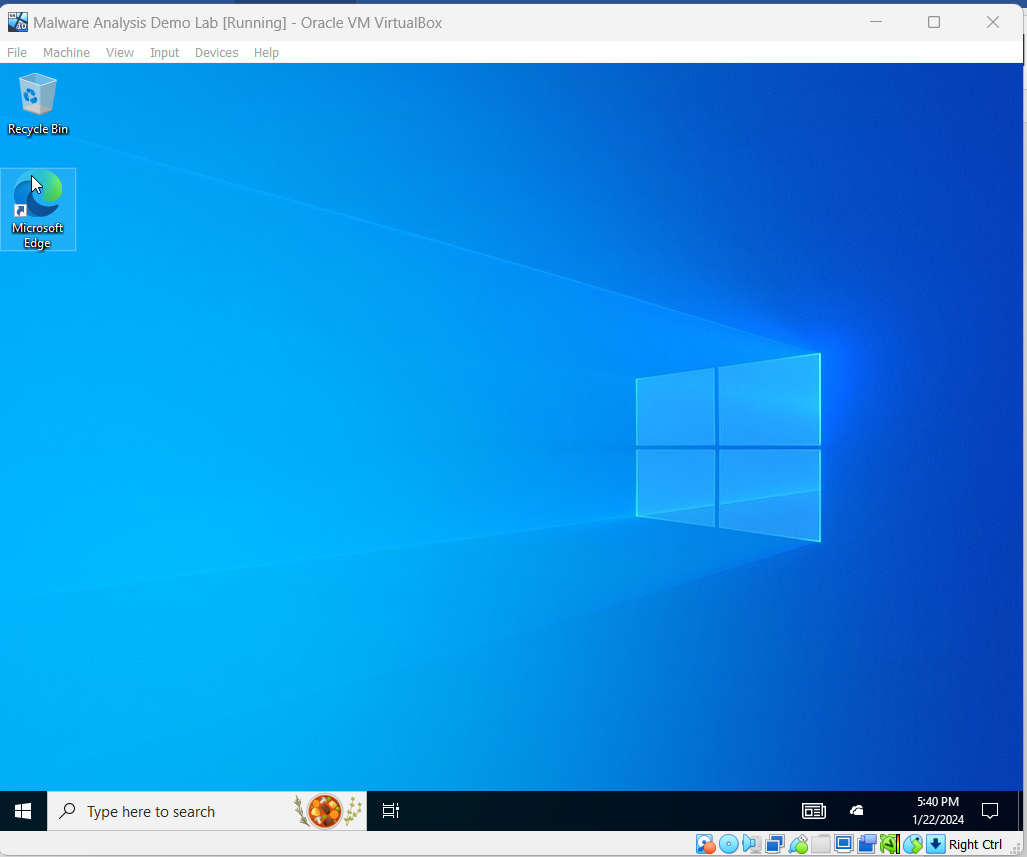 Malware Analysis Demo Lab [Running] - Oracle VM VirtualBox
File Machine View Input Devices Help
Recycle Bin
Microsoft
Edge
Type here to search
5:40 PM
1/22/2024
Right Ctrl